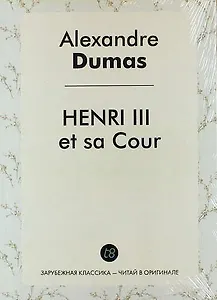 Alexandre
Dumas
HENRI III
et sa Cour
t8
ЗАРУБЕЖНАЯ КЛАССИКА — ЧИТАЙ В ОРИГИНАЛЕ